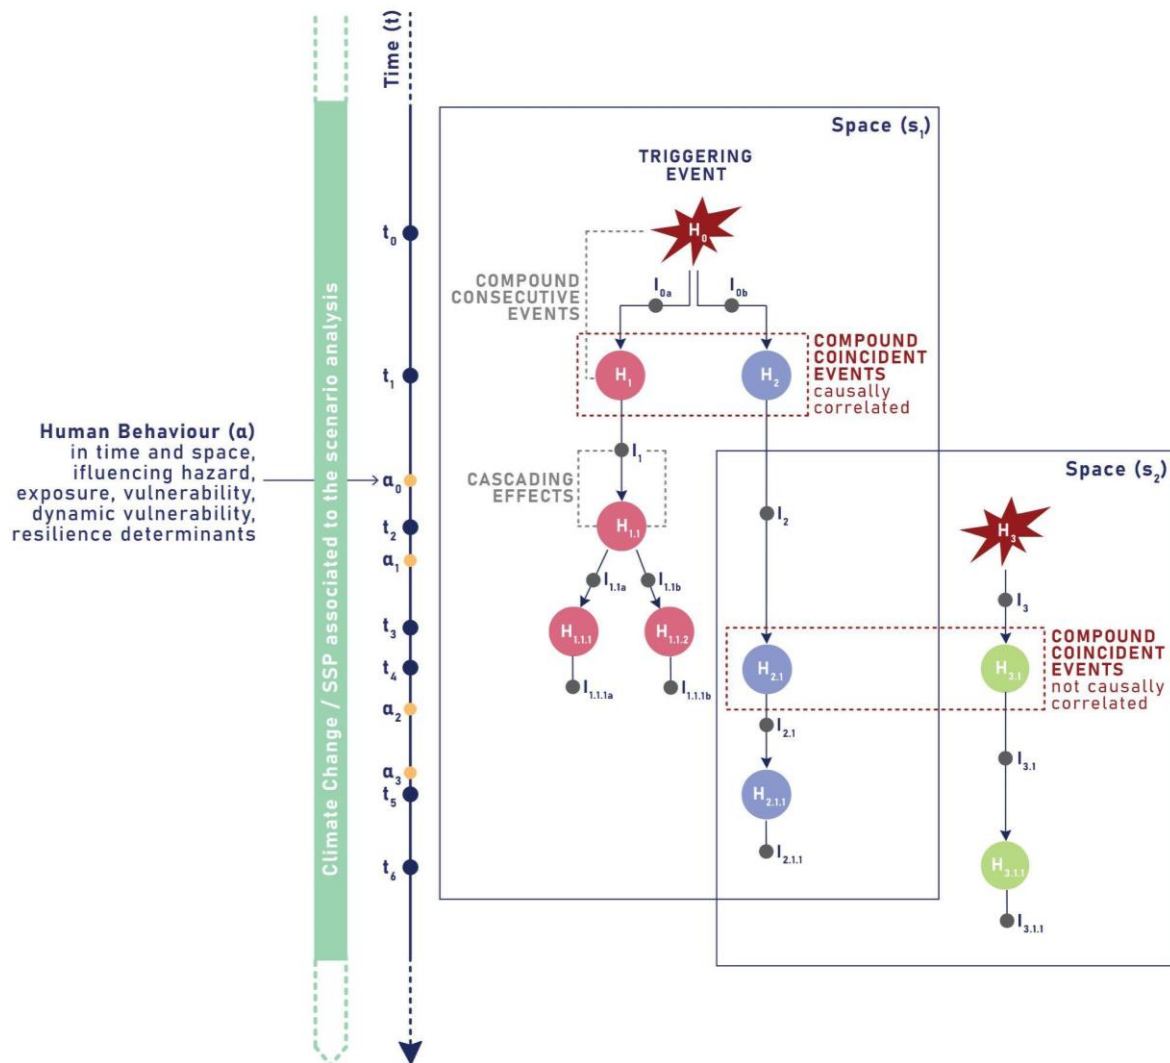 Time (t)
Climate Change / SSP associated to the scenario analysis
Space (s1)
TRIGGERING
EVENT
t0
H0
COMPOUND
CONSECUTIVE
EVENTS
I0a
I0b
t1
H1
H2
COMPOUND
COINCIDENT
EVENTS
causally
correlated
Human Behaviour (α)
in time and space,
ifluencing hazard,
exposure, vulnerability,
dynamic vulnerability,
resilience determinants
α0
I1
CASCADING
EFFECTS
Space (s2)
t2
H1.1
I2
H3
α1
I1.1a
I1.1b
I3
t3
H1.1.1
H1.1.2
COMPOUND
COINCIDENT
EVENTS
not causally
correlated
t4
H2.1
H3.1
I1.1.1a
I1.1.1b
α2
I2.1
α3
I3.1
t5
H2.1.1
I2.1.1
t6
H3.1.1
I3.1.1